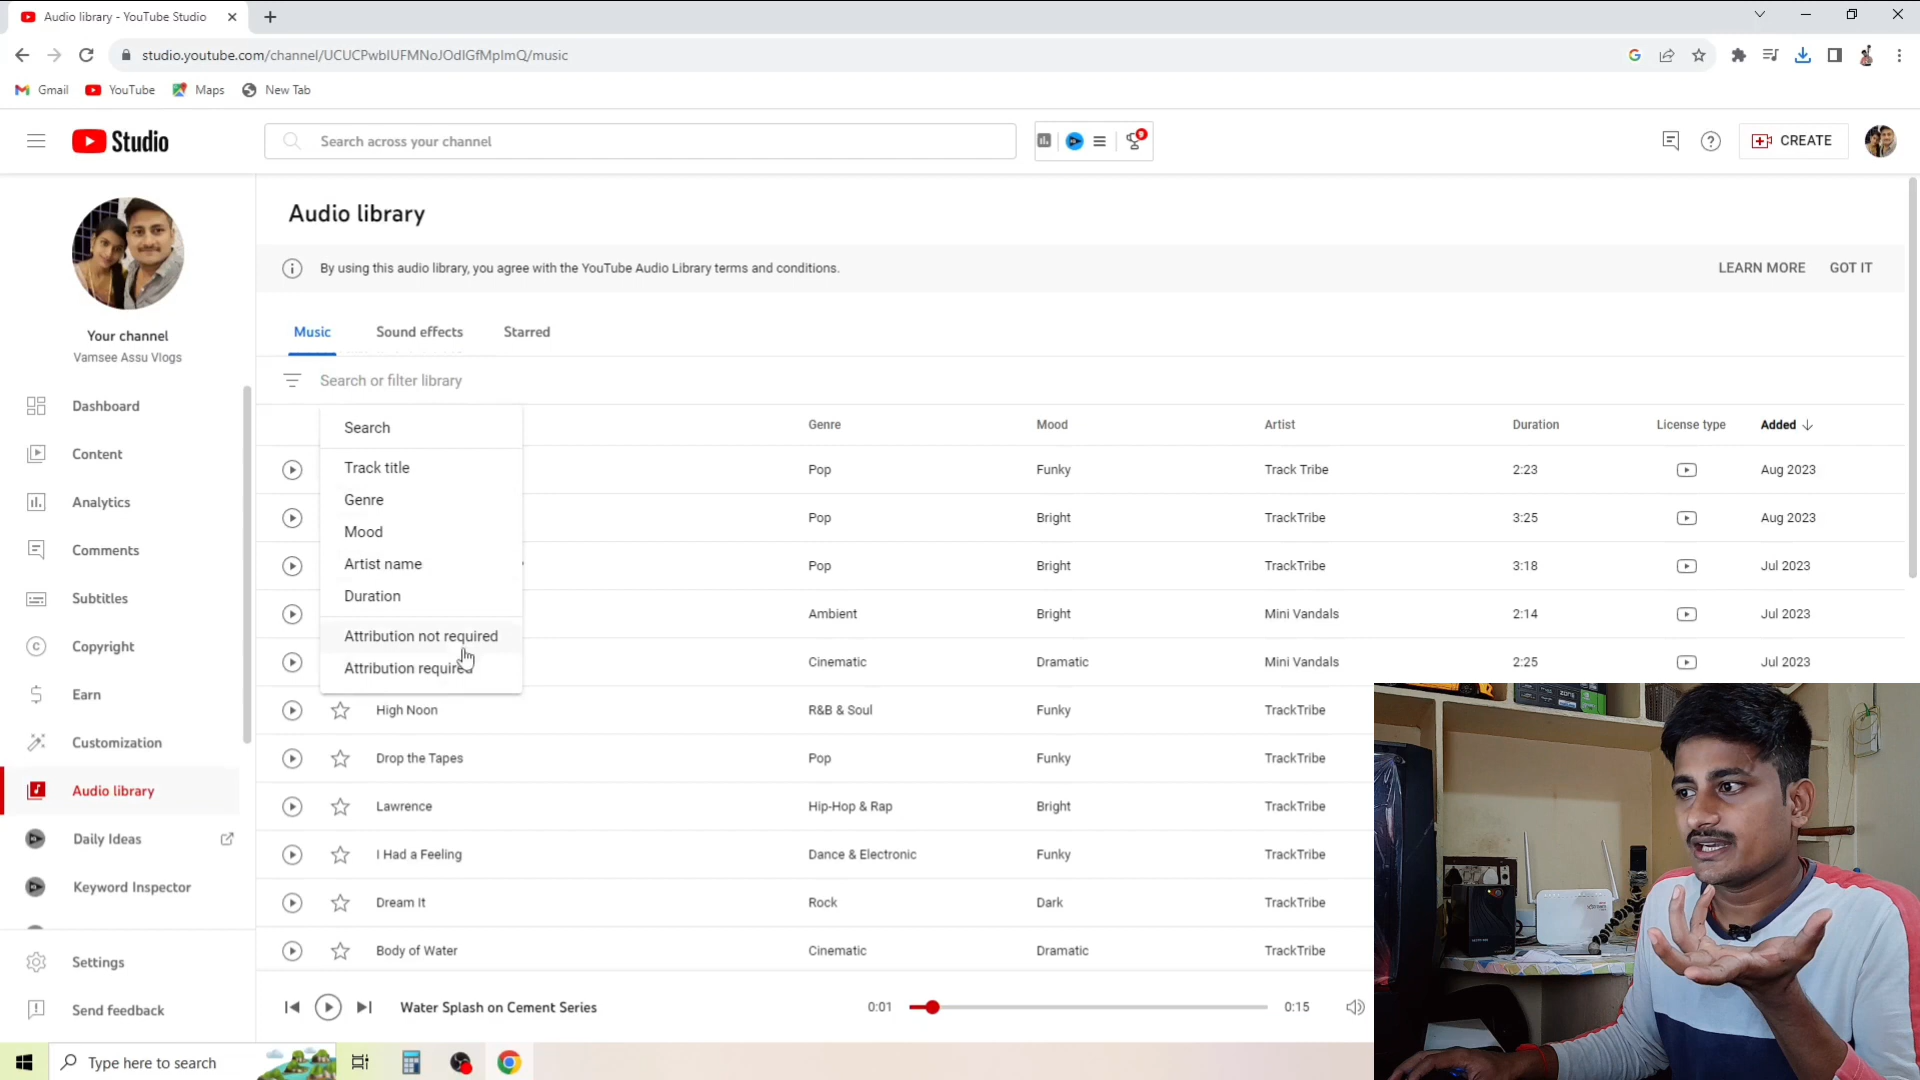 Audio library - YouTube Studio
studio.youtube.com/channel/UCUCPwbIUFMNoJOdIGfMpImQ/music
Gmail YouTube Maps New Tab
Studio
Search across your channel
CREATE
Your channel
Vamsee Assu Vlogs
Dashboard
Content
Analytics
Comments
Subtitles
Copyright
Earn
Customization
Audio library
Daily Ideas
Keyword Inspector
Settings
Send feedback
Audio library
By using this audio library, you agree with the YouTube Audio Library terms and conditions.
LEARN MORE GOT IT
Music Sound effects Starred
Search or filter library
Search
Track title
Genre
Mood
Artist name
Duration
Attribution not required
Attribution required
Genre Mood Artist Duration License type Added
Pop Funky Track Tribe 2:23 Aug 2023
Pop Bright TrackTribe 3:25 Aug 2023
Pop Bright TrackTribe 3:18 Jul 2023
Ambient Bright Mini Vandals 2:14 Jul 2023
Cinematic Dramatic Mini Vandals 2:25 Jul 2023
High Noon R&B & Soul Funky TrackTribe
Drop the Tapes Pop Funky TrackTribe
Lawrence Hip-Hop & Rap Bright TrackTribe
I Had a Feeling Dance & Electronic Funky TrackTribe
Dream It Rock Dark TrackTribe
Body of Water Cinematic Dramatic TrackTribe
Water Splash on Cement Series 0:01 0:15
Type here to search